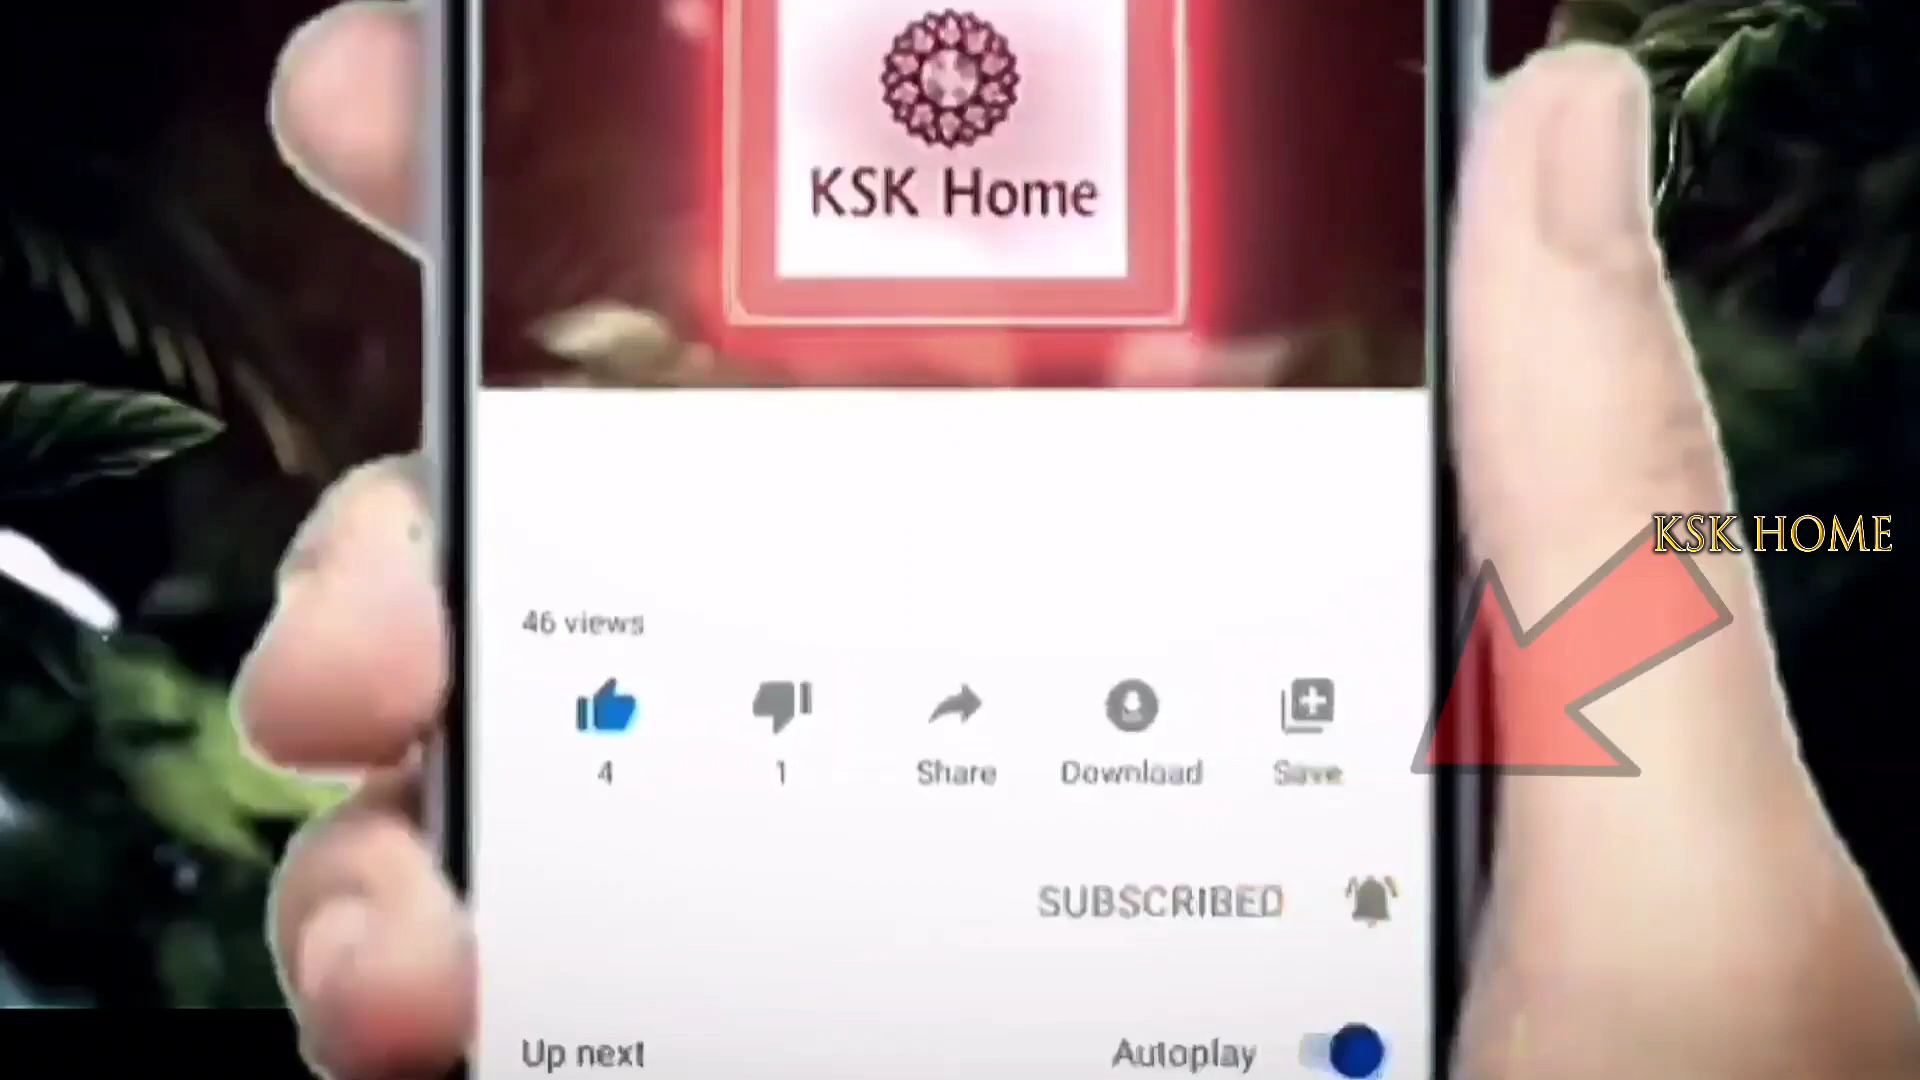 KSK Home
KSK HOME
46 views
4
1
Share
Download
Save
SUBSCRIBED
Up next
Autoplay